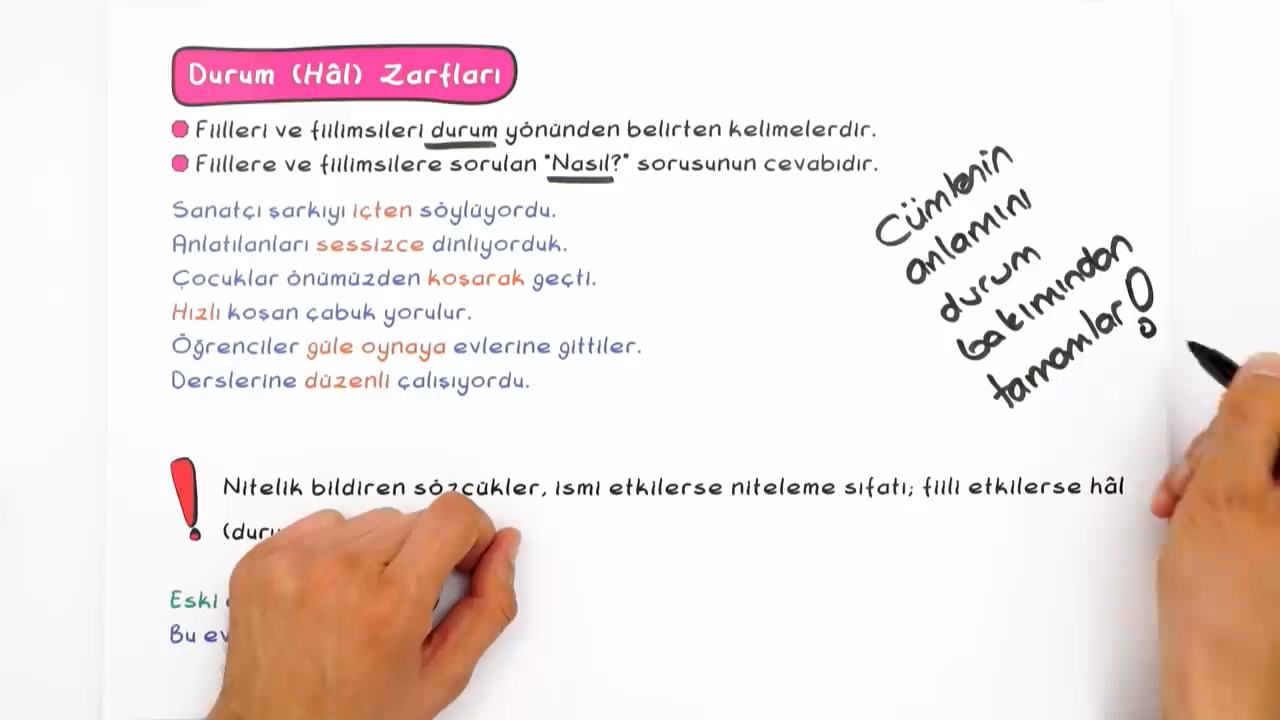 Durum (Hâl) Zarfları
Fiilleri ve fiilimsileri durum yönünden belirten kelimelerdir.
Fiillere ve fiilimsilere sorulan "Nasıl?" sorusunun cevabıdır.
Sanatçı şarkıyı içten söylüyordu.
Anlatılanları sessizce dinliyorduk.
Çocuklar önümüzden koşarak geçti.
Hızlı koşan çabuk yorulur.
Öğrenciler güle oynaya evlerine gittiler.
Derslerine düzenli çalışıyordu.
Cümlenin
anlamını
durum
bakımından
tamamlar!
Nitelik bildiren sözcükler, ismi etkilerse niteleme sıfatı; fiili etkilerse hâl
Eski
Bu